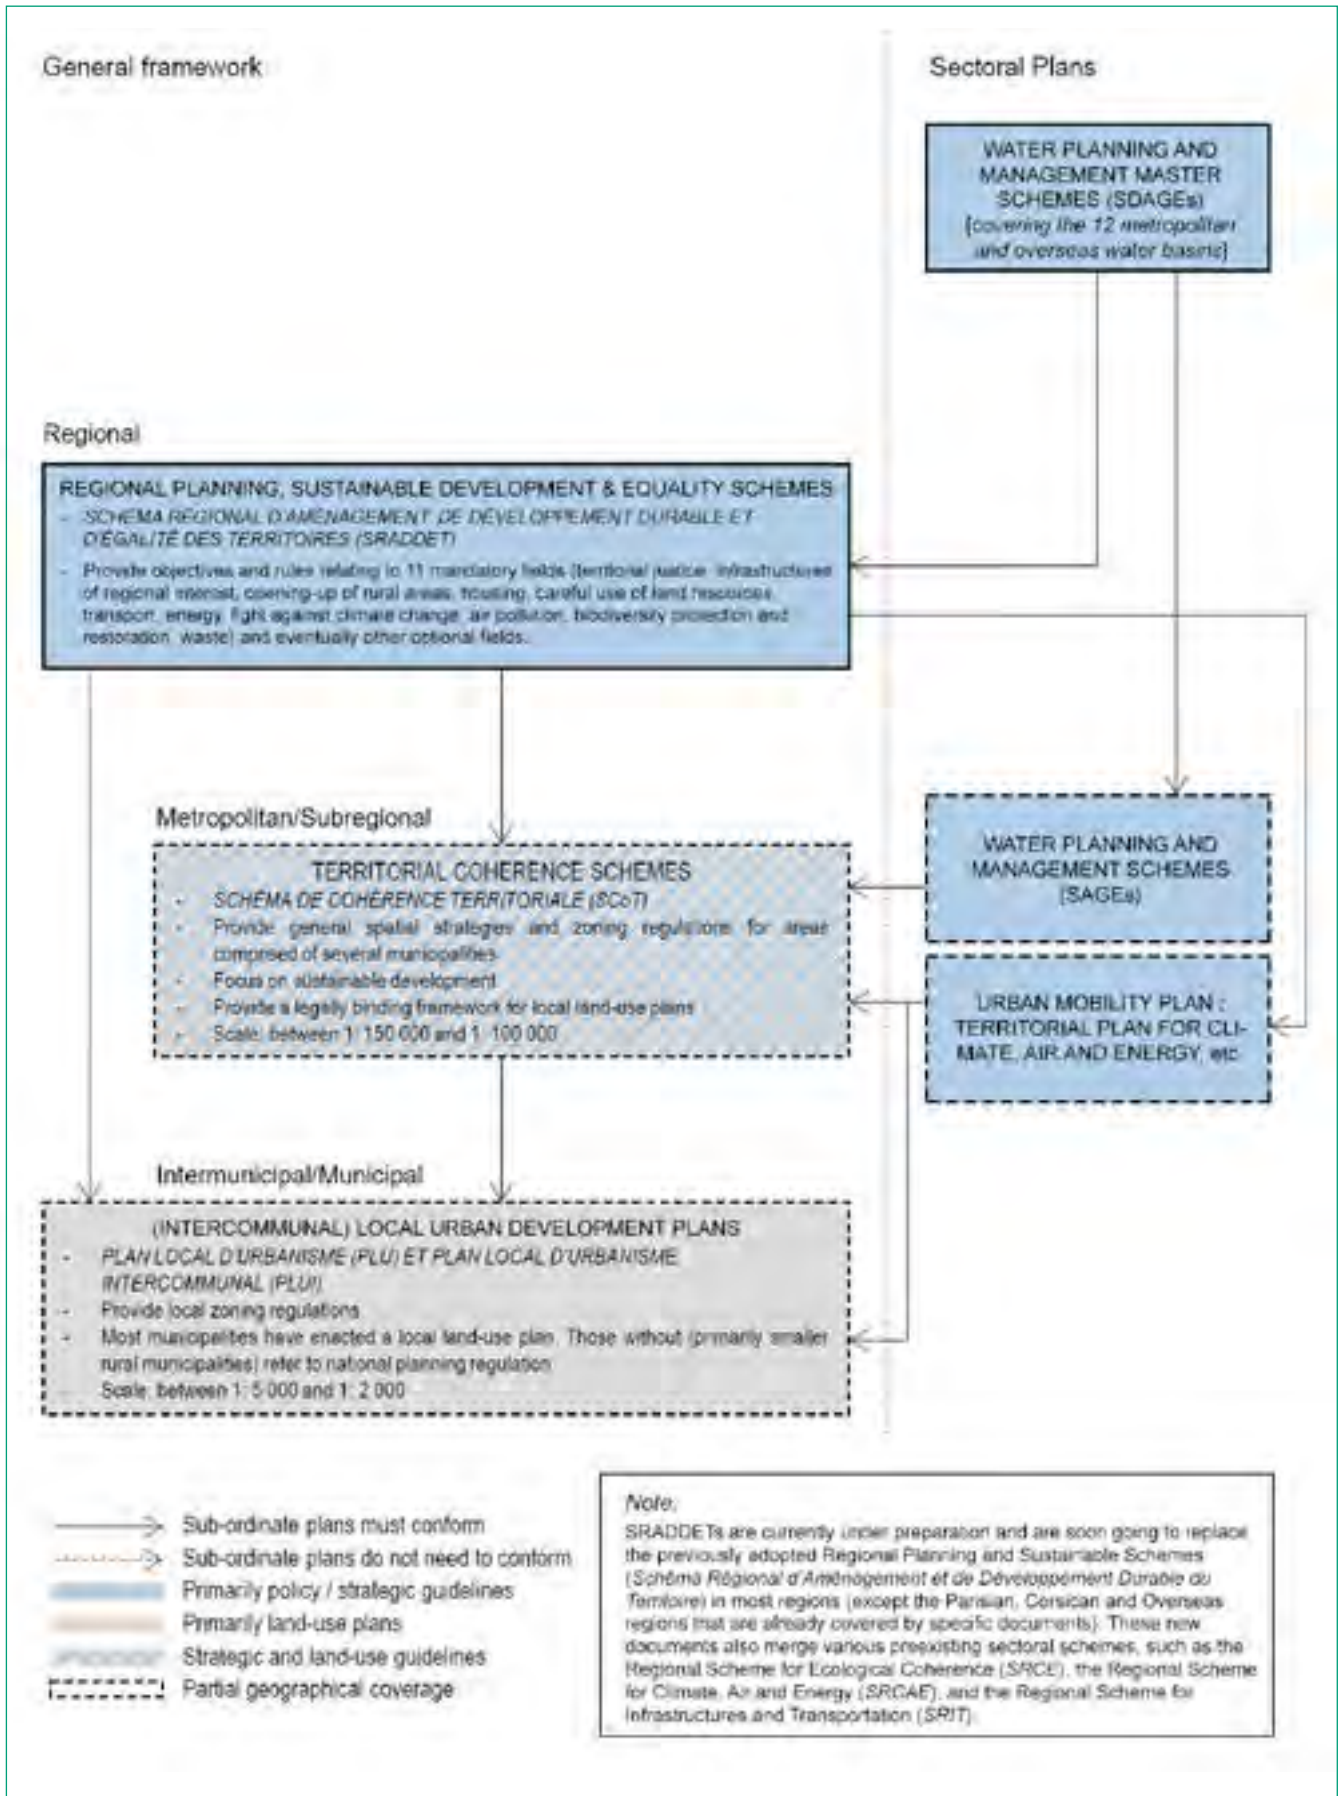 General framework
Sectoral Plans
WATER PLANNING AND
MANAGEMENT MASTER
SCHEMES (SDAGEs)
[covering the 12 metropolitan
and overseas water basins]
Regional
REGIONAL PLANNING, SUSTAINABLE DEVELOPMENT & EQUALITY SCHEMES
- SCHÉMA RÉGIONAL D'AMÉNAGEMENT, DE DÉVELOPPEMENT DURABLE ET
D'ÉGALITÉ DES TERRITOIRES (SRADDET)
- Provide objectives and rules relating to 11 mandatory fields (territorial justice, infrastructures
of regional interest, opening-up of rural areas, housing, careful use of land resources,
transport, energy, fight against climate change, air pollution, biodiversity protection and
restoration, waste) and eventually other optional fields.
Metropolitan/Subregional
TERRITORIAL COHERENCE SCHEMES
- SCHÉMA DE COHÉRENCE TERRITORIALE (SCoT)
- Provide general spatial strategies and zoning regulations for areas
comprised of several municipalities
- Focus on sustainable development
- Provide a legally binding framework for local land-use plans
- Scale: between 1: 150 000 and 1: 100 000
WATER PLANNING AND
MANAGEMENT SCHEMES
(SAGEs)
URBAN MOBILITY PLAN ;
TERRITORIAL PLAN FOR CLI-
MATE, AIR AND ENERGY, etc.
Intermunicipal/Municipal
(INTERCOMMUNAL) LOCAL URBAN DEVELOPMENT PLANS
- PLAN LOCAL D'URBANISME (PLU) ET PLAN LOCAL D'URBANISME
INTERCOMMUNAL (PLUI)
- Provide local zoning regulations
- Most municipalities have enacted a local land-use plan. Those without (primarily smaller
rural municipalities) refer to national planning regulation
- Scale: between 1: 5 000 and 1: 2 000
Sub-ordinate plans must conform
Sub-ordinate plans do not need to conform
Primarily policy / strategic guidelines
Primarily land-use plans
Strategic and land-use guidelines
Partial geographical coverage
Note:
SRADDETs are currently under preparation and are soon going to replace
the previously adopted Regional Planning and Sustainable Schemes
(Schéma Régional d'Aménagement et de Développement Durable du
Territoire) in most regions (except the Parisian, Corsican and Overseas
regions that are already covered by specific documents). These new
documents also merge various preexisting sectoral schemes, such as the
Regional Scheme for Ecological Coherence (SRCE), the Regional Scheme
for Climate, Air and Energy (SRCAE), and the Regional Scheme for
Infrastructures and Transportation (SRIT).